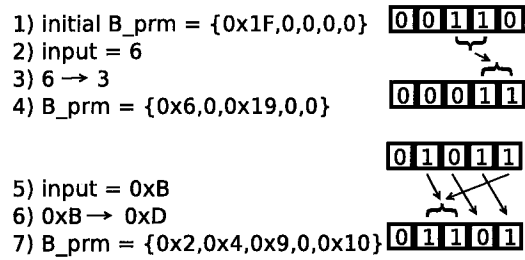 1) initial B_prm = {0x1F,0,0,0,0}
2) input = 6
3) 6 → 3
4) B_prm = {0x6,0,0x19,0,0}
0 0 1 1 0
0 0 0 1 1
5) input = 0xB
6) 0xB → 0xD
7) B_prm = {0x2,0x4,0x9,0,0x10}
0 1 0 1 1
0 1 1 0 1